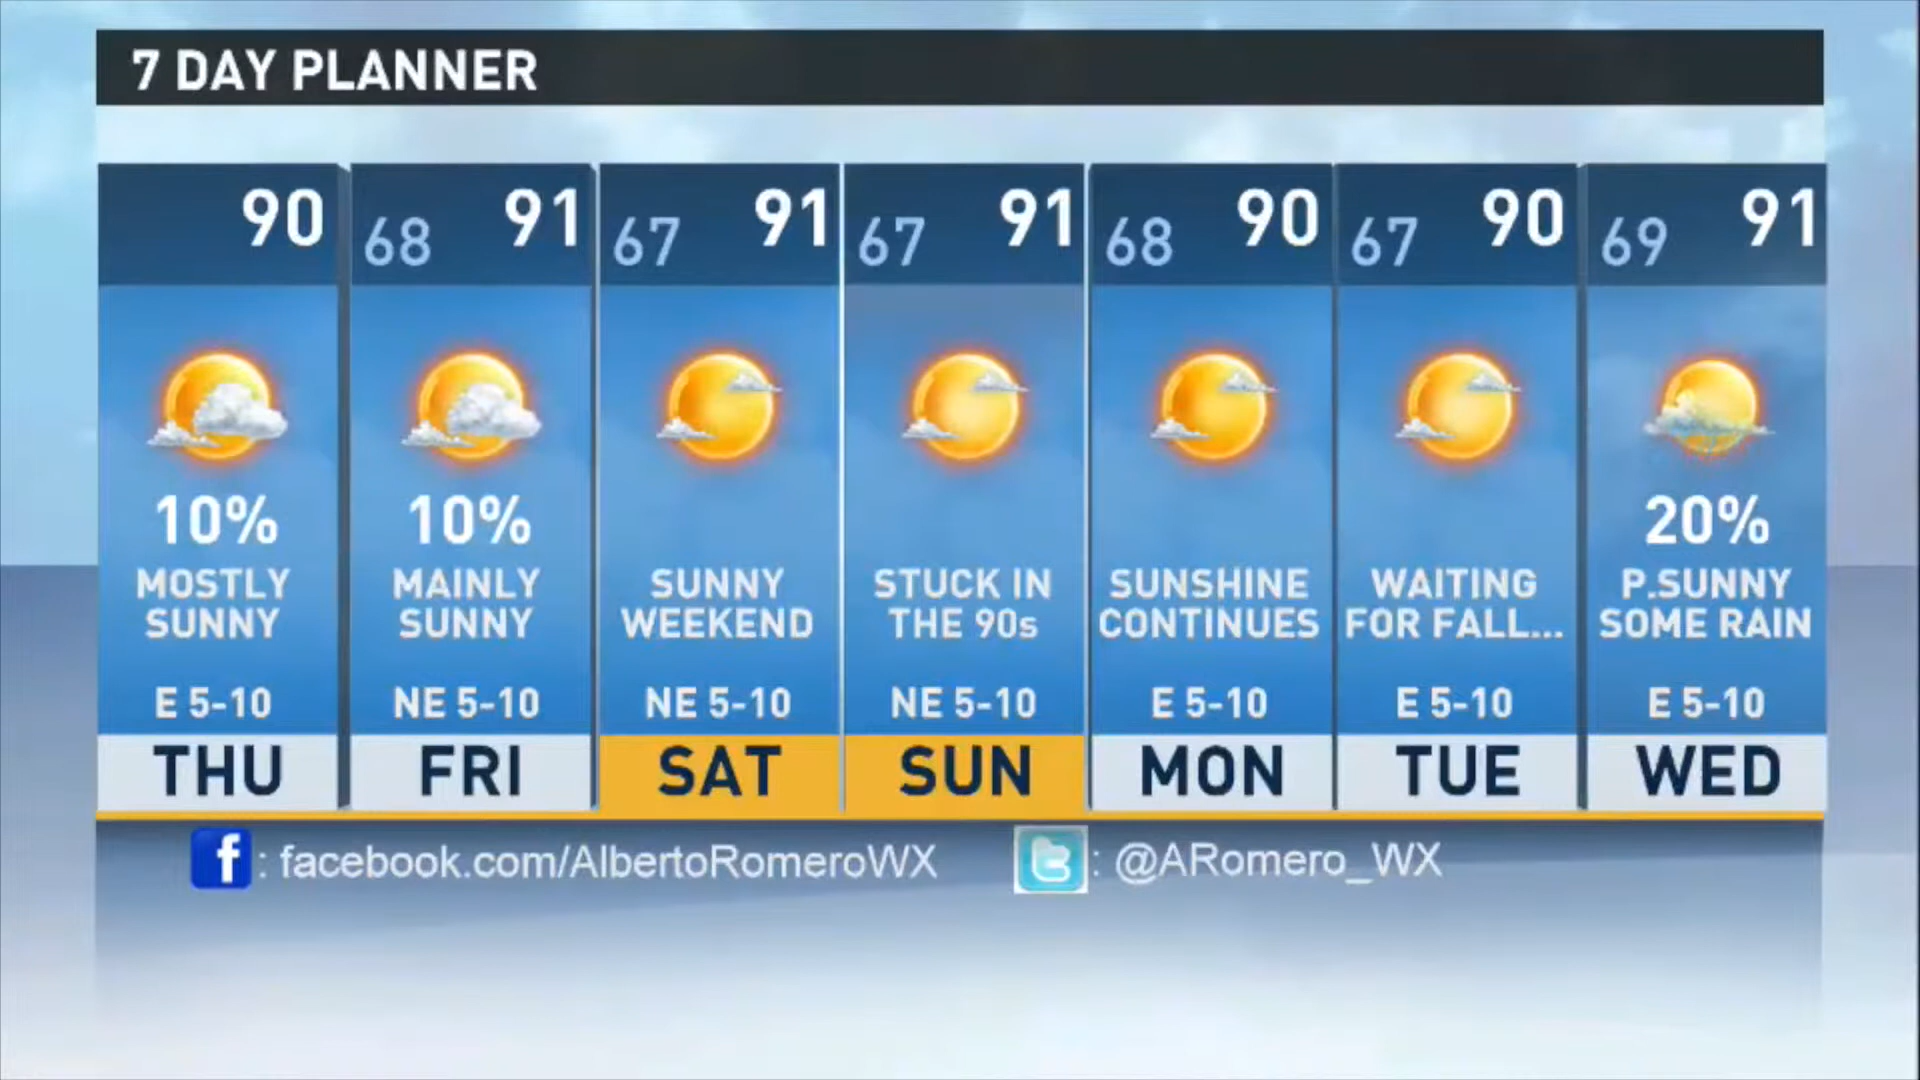 7 DAY PLANNER
90
68 91
67 91
67 91
68 90
67 90
69 91
10%
10%
20%
MOSTLY
SUNNY
MAINLY
SUNNY
SUNNY
WEEKEND
STUCK IN
THE 90s
SUNSHINE
CONTINUES
WAITING
FOR FALL...
P.SUNNY
SOME RAIN
E 5-10
NE 5-10
NE 5-10
NE 5-10
E 5-10
E 5-10
E 5-10
THU
FRI
SAT
SUN
MON
TUE
WED
f : facebook.com/AlbertoRomeroWX
t : @ARomero_WX